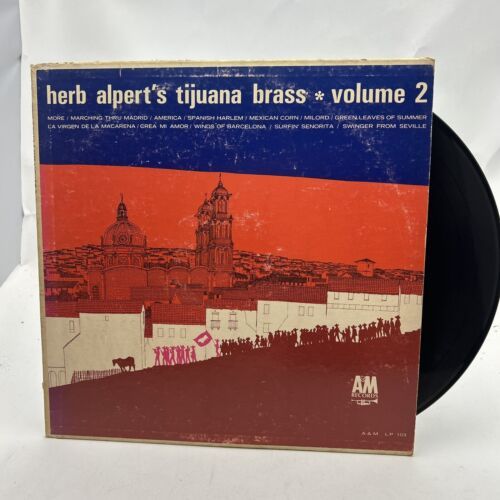 herb alpert's tijuana brass * volume 2
MORE / MARCHING THRU MADRID / AMERICA / SPANISH HARLEM / MEXICAN CORN / MILORD / GREEN LEAVES OF SUMMER
LA VIRGEN DE LA MACARENA / CREA MI AMOR / WINDS OF BARCELONA / SURFIN' SENORITA / SWINGER FROM SEVILLE
A&M
RECORDS
A & M LP 103